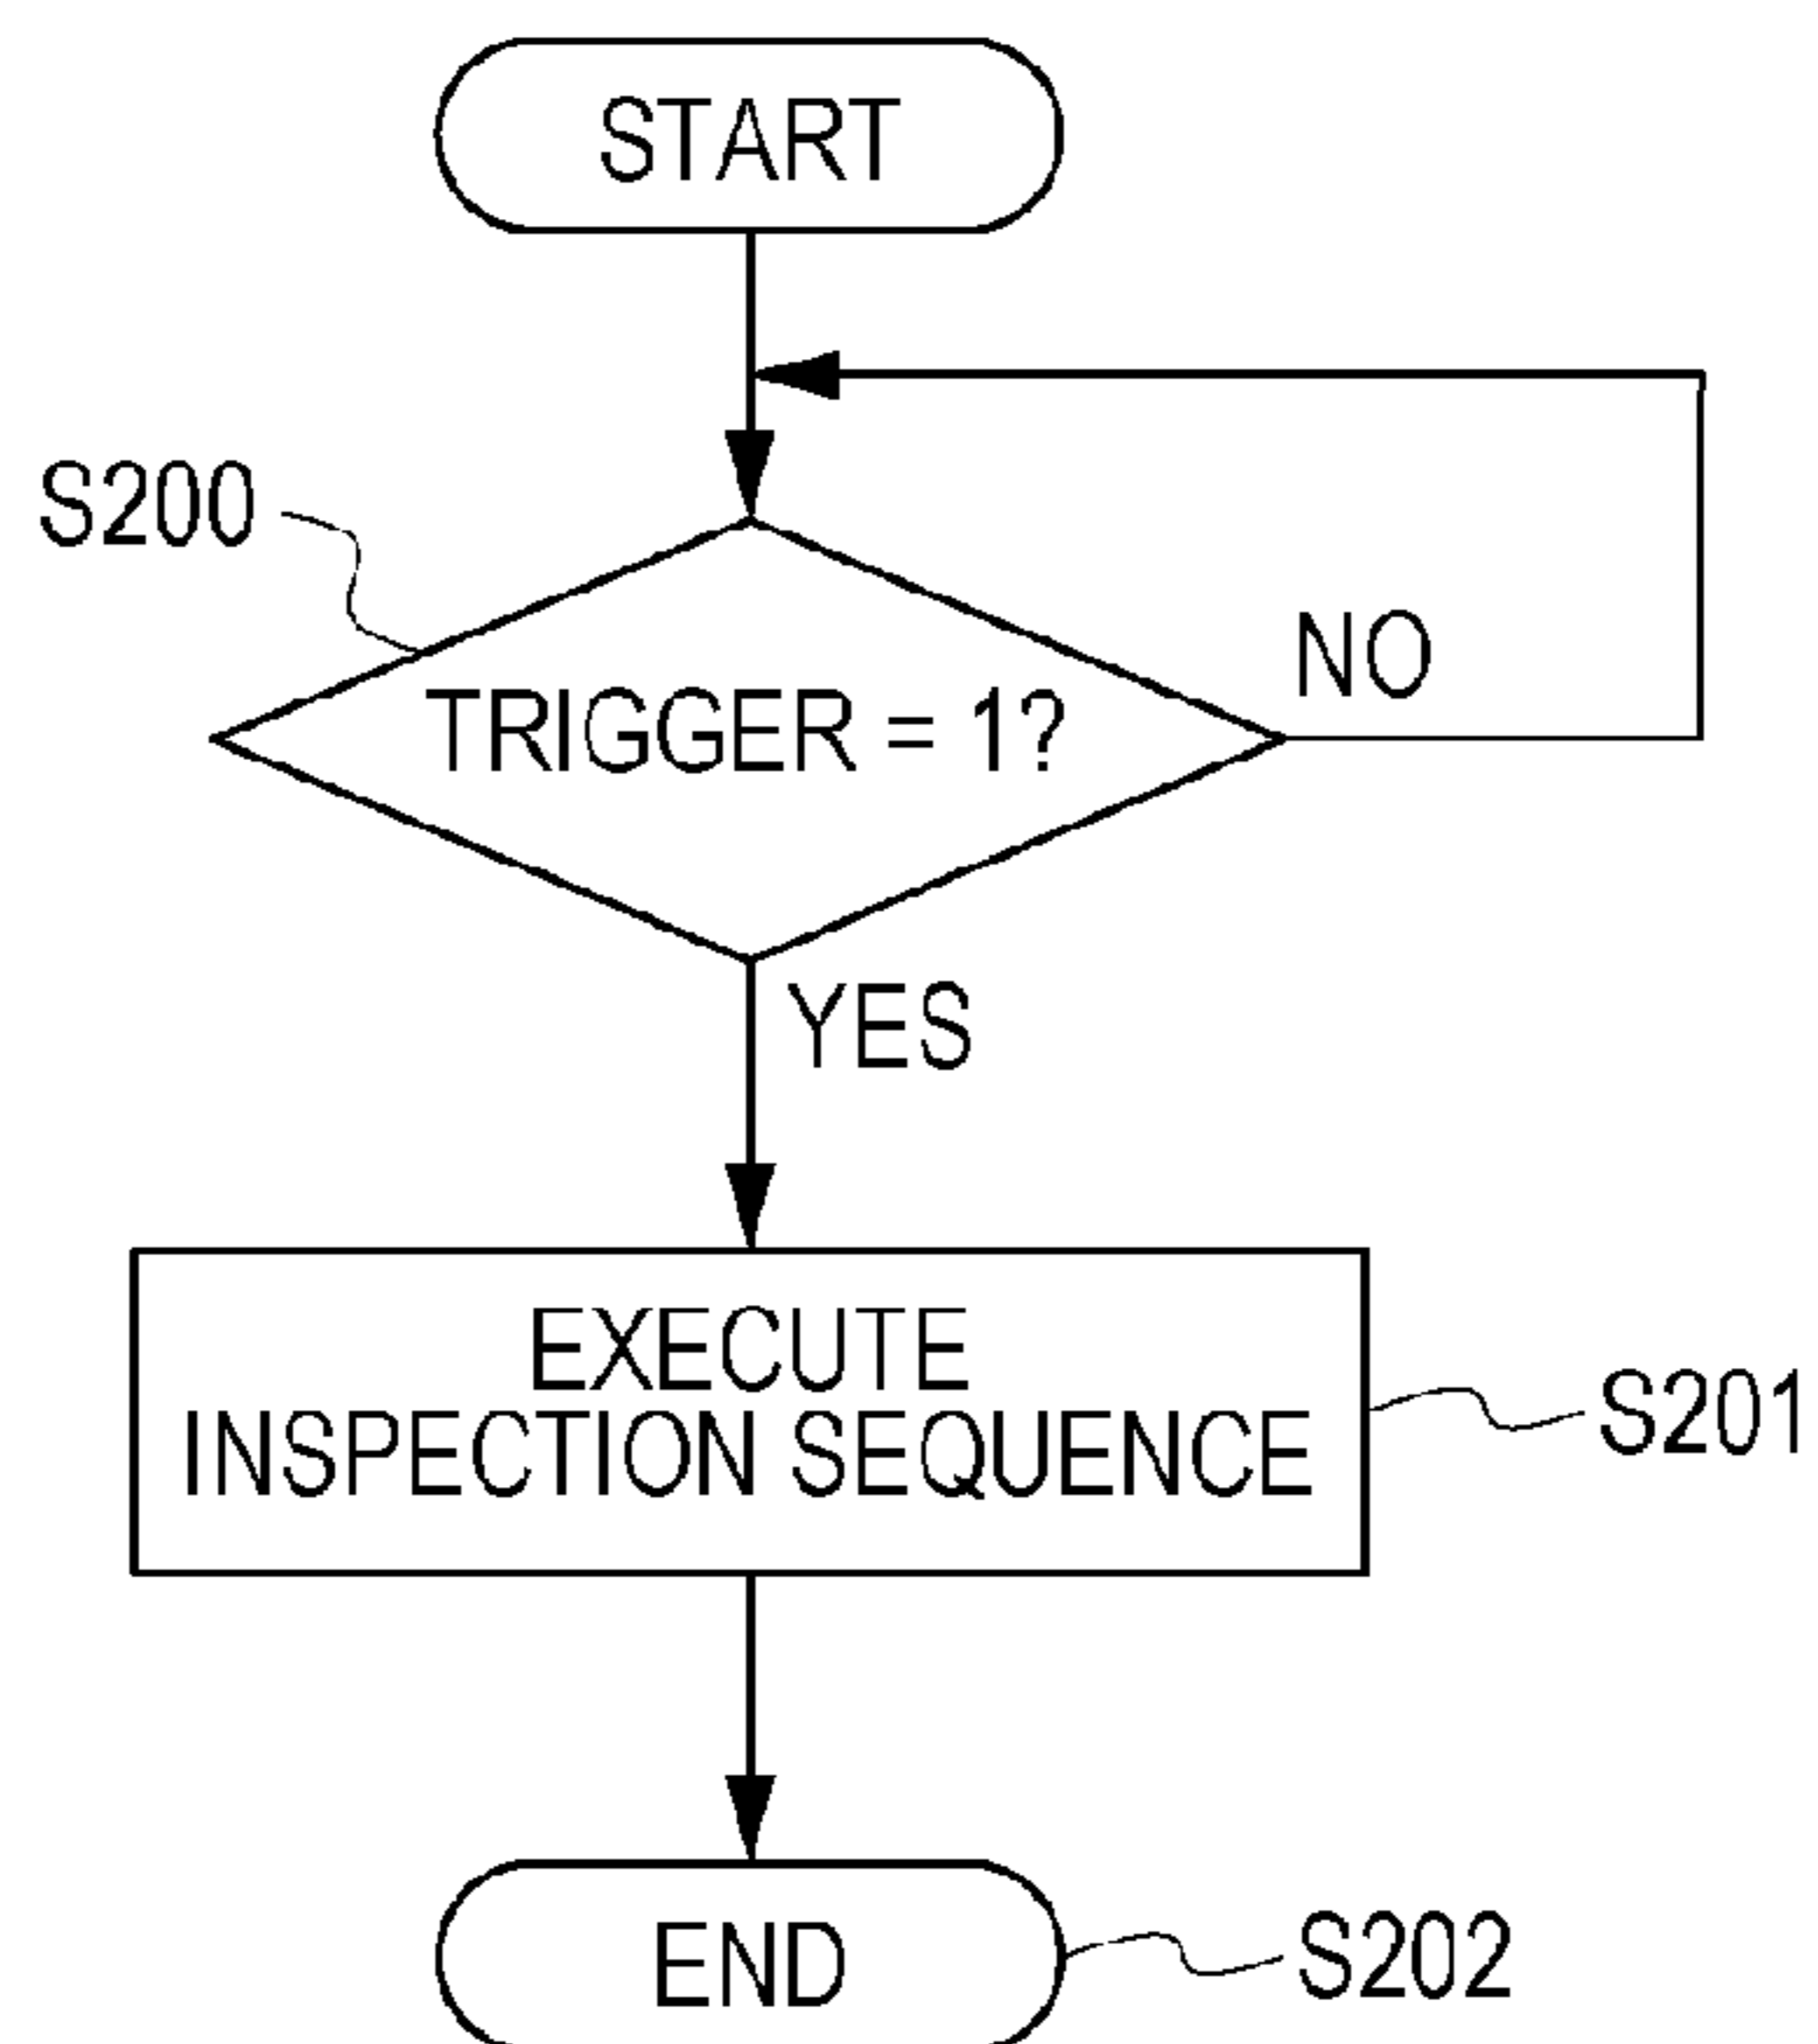 START
S200
TRIGGER = 1?
NO
YES
EXECUTE
INSPECTION SEQUENCE
S201
END
S202